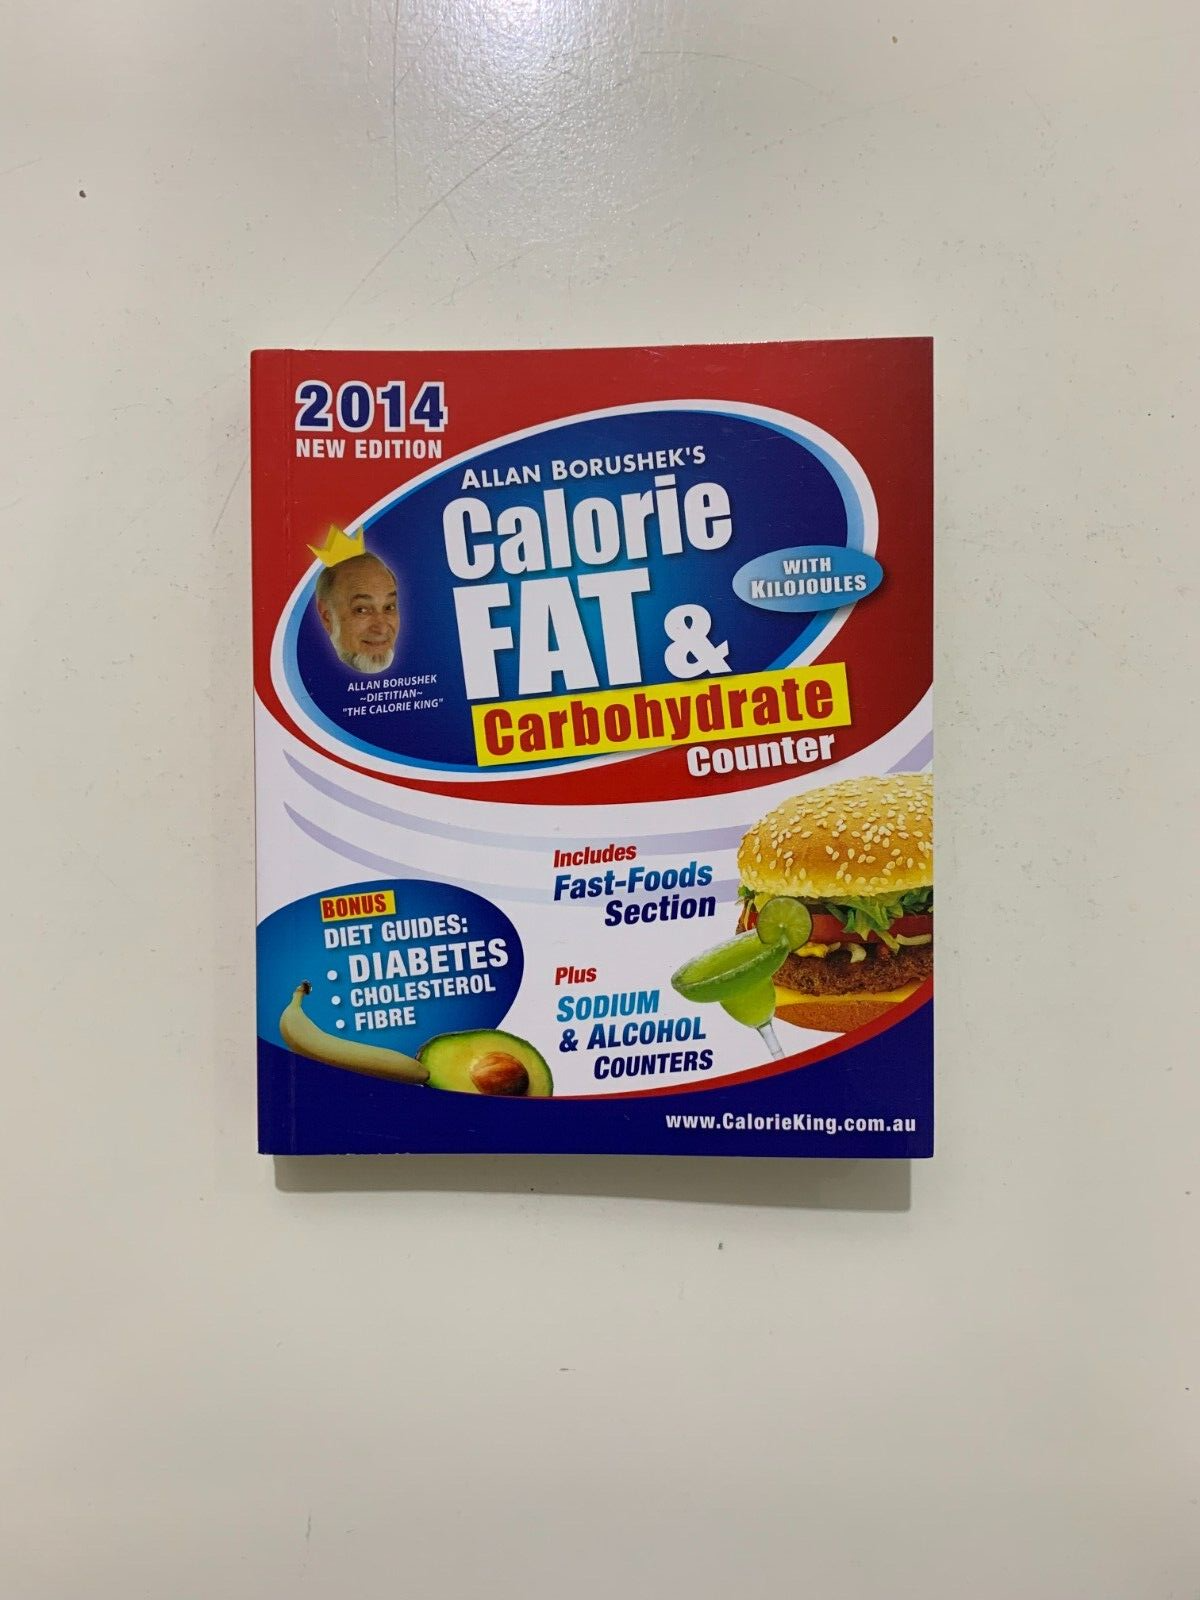 2014
NEW EDITION
ALLAN BORUSHEK'S
Calorie
FAT &
Carbohydrate
Counter
WITH
KILOJOULES
ALLAN BORUSHEK
~DIETITIAN~
"THE CALORIE KING"
Includes
Fast-Foods
Section
BONUS
DIET GUIDES:
• DIABETES
• CHOLESTEROL
• FIBRE
Plus
SODIUM
& ALCOHOL
COUNTERS
www.CalorieKing.com.au